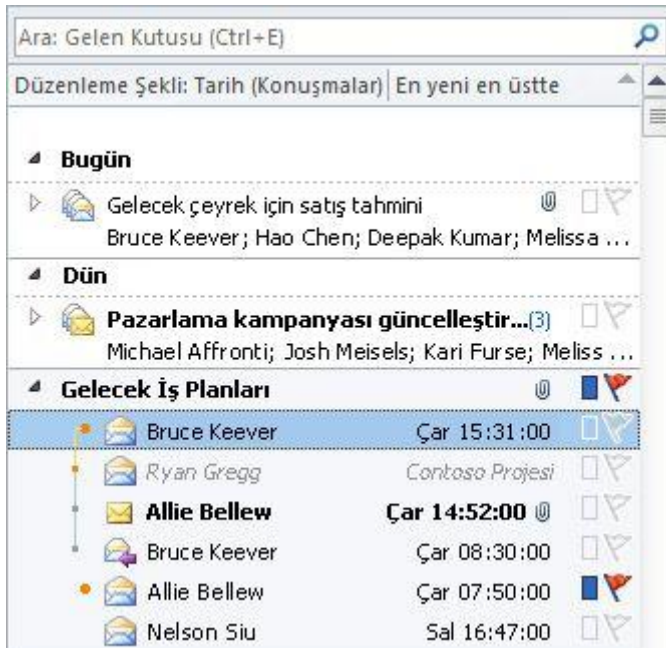 Ara: Gelen Kutusu (Ctrl+E)
Düzenleme Şekli: Tarih (Konuşmalar) En yeni en üstte
Bugün
Gelecek çeyrek için satış tahmini
Bruce Keever; Hao Chen; Deepak Kumar; Melissa ...
Dün
Pazarlama kampanyası güncelleştir...(3)
Michael Affronti; Josh Meisels; Kari Furse; Meliss ...
Gelecek İş Planları
Bruce Keever Çar 15:31:00
Ryan Gregg Contoso Projesi
Allie Bellew Çar 14:52:00
Bruce Keever Çar 08:30:00
Allie Bellew Çar 07:50:00
Nelson Siu Sal 16:47:00